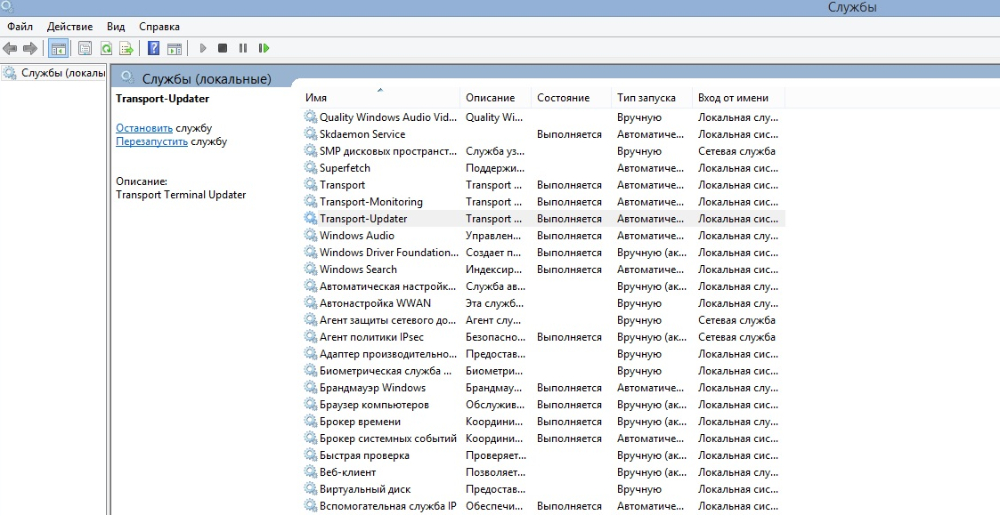 Службы
Файл Действие Вид Справка
Службы (локалы
Службы (локальные)
Transport-Updater
Остановить службу
Перезапустить службу
Описание:
Transport Terminal Updater
Имя Описание Состояние Тип запуска Вход от имени
Quality Windows Audio Vid... Quality Wi... Вручную Локальная слу...
Skdaemon Service Выполняется Автоматиче... Локальная сис...
SMP дисковых пространст... Служба уз... Вручную Сетевая служба
Superfetch Поддержи... Автоматиче... Локальная сис...
Transport Transport ... Выполняется Автоматиче... Локальная сис...
Transport-Monitoring Transport ... Выполняется Автоматиче... Локальная сис...
Transport-Updater Transport ... Выполняется Автоматиче... Локальная сис...
Windows Audio Управлен... Выполняется Автоматиче... Локальная слу...
Windows Driver Foundation... Создает п... Выполняется Вручную (ак... Локальная сис...
Windows Search Индексир... Выполняется Автоматиче... Локальная сис...
Автоматическая настройк... Служба ав... Вручную (ак... Локальная слу...
Автонастройка WWAN Эта служб... Вручную Локальная слу...
Агент защиты сетевого до... Агент слу... Вручную Сетевая служба
Агент политики IPsec Безопасно... Выполняется Вручную (ак... Сетевая служба
Адаптер производительно... Предостав... Вручную Локальная сис...
Биометрическая служба ... Биометри... Вручную Локальная сис...
Брандмауэр Windows Брандмау... Выполняется Автоматиче... Локальная слу...
Браузер компьютеров Обслужив... Выполняется Вручную (ак... Локальная сис...
Брокер времени Координи... Выполняется Вручную (ак... Локальная слу...
Брокер системных событий Координи... Выполняется Автоматиче... Локальная сис...
Быстрая проверка Проверяет... Вручную (ак... Локальная сис...
Веб-клиент Позволяет... Вручную (ак... Локальная слу...
Виртуальный диск Предостав... Вручную Локальная сис...
Вспомогательная служба IP Обеспечи... Выполняется Автоматиче... Локальная сис...